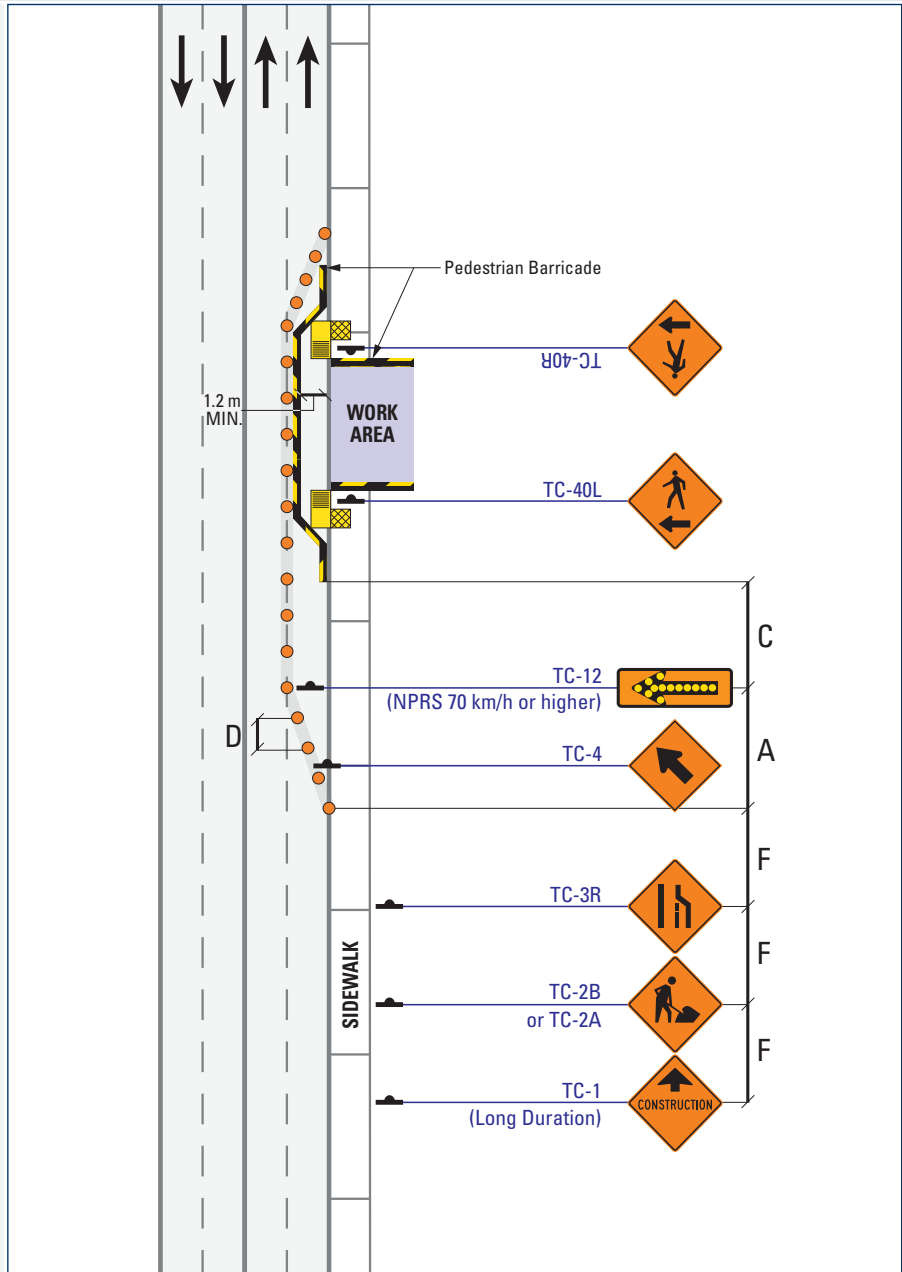 Pedestrian Barricade
TC-40R
1.2 m
MIN.
WORK
AREA
TC-40L
C
TC-12
(NPRS 70 km/h or higher)
D
TC-4
A
F
TC-3R
F
SIDEWALK
TC-2B
or TC-2A
F
TC-1
(Long Duration)
CONSTRUCTION